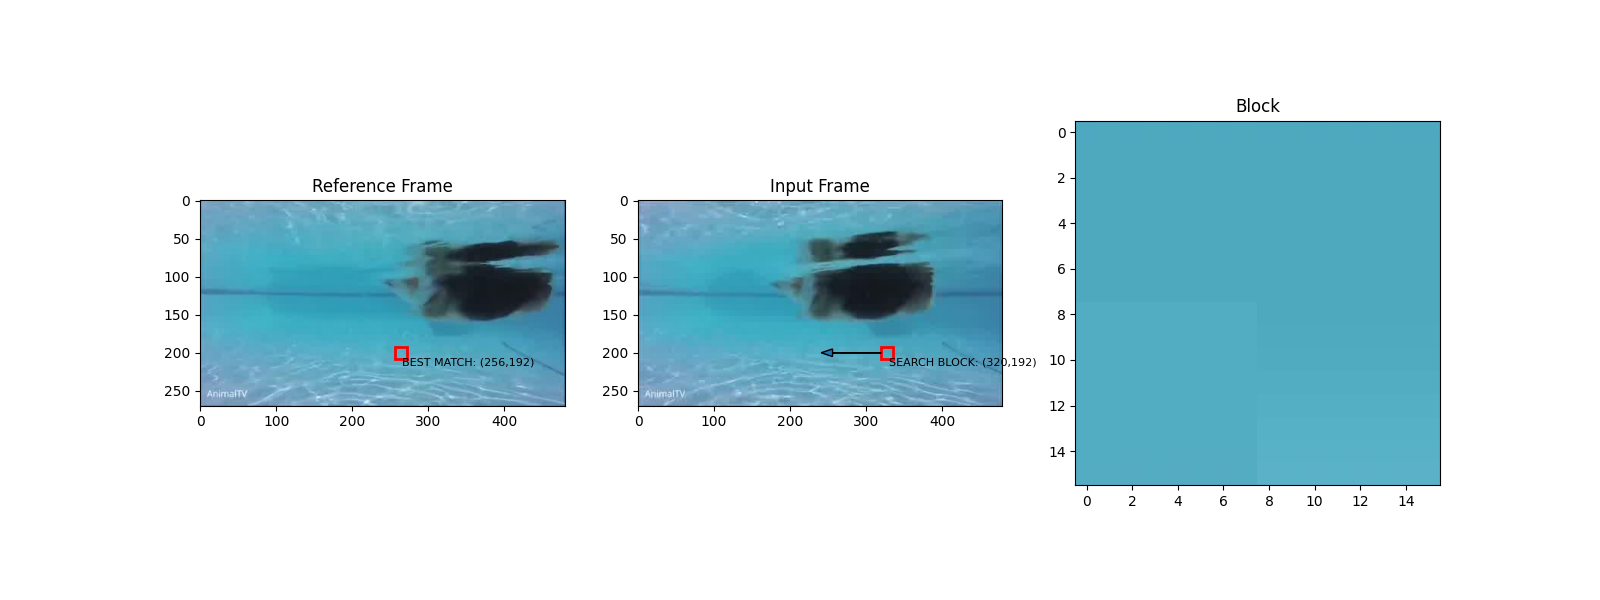 Block
Reference Frame
Input Frame
0
50
100
150
200
250
BEST MATCH: (256,192)
AnimalTV
0 100 200 300 400
0
50
100
150
200
250
SEARCH BLOCK: (320,192)
AnimalTV
0 100 200 300 400
0
2
4
6
8
10
12
14
0 2 4 6 8 10 12 14